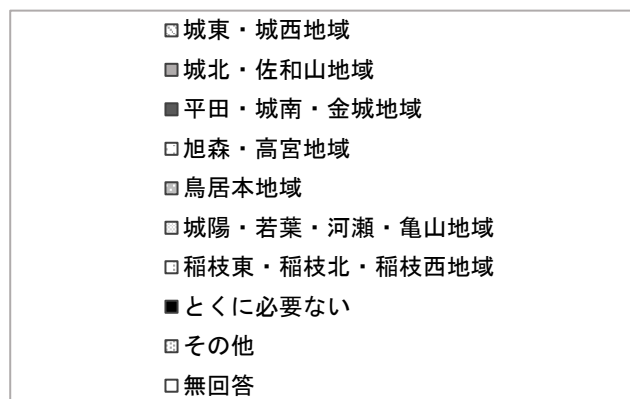 城東・城西地域
城北・佐和山地域
平田・城南・金城地域
旭森・高宮地域
鳥居本地域
城陽・若葉・河瀬・亀山地域
稲枝東・稲枝北・稲枝西地域
とくに必要ない
その他
無回答